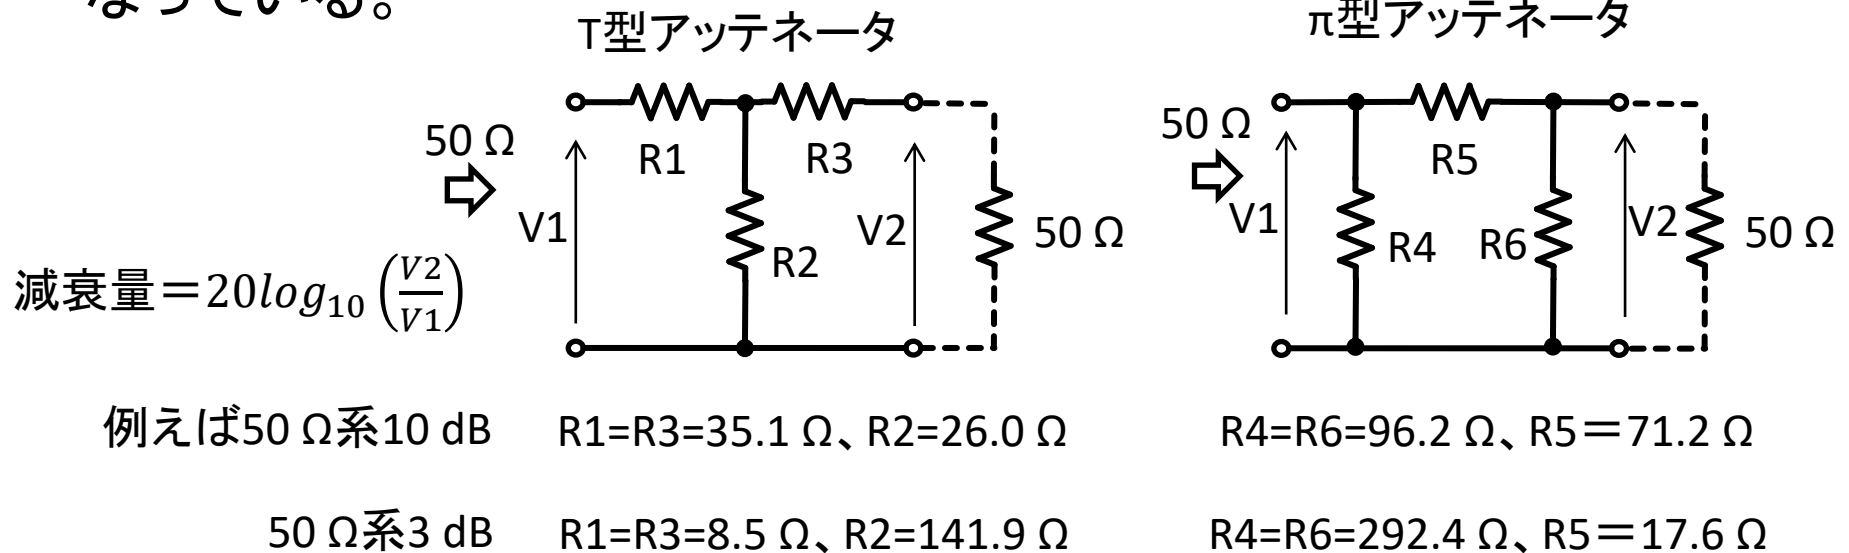 なっている。
T型アッテネータ
π型アッテネータ
50 Ω
R1
R3
V1
R2
V2
50 Ω
50 Ω
R5
V1
R4
R6
V2
50 Ω
減衰量＝20log₁₀(V2/V1)
例えば50 Ω系10 dB R1=R3=35.1 Ω、R2=26.0 Ω R4=R6=96.2 Ω、R5＝71.2 Ω
50 Ω系3 dB R1=R3=8.5 Ω、R2=141.9 Ω R4=R6=292.4 Ω、R5＝17.6 Ω